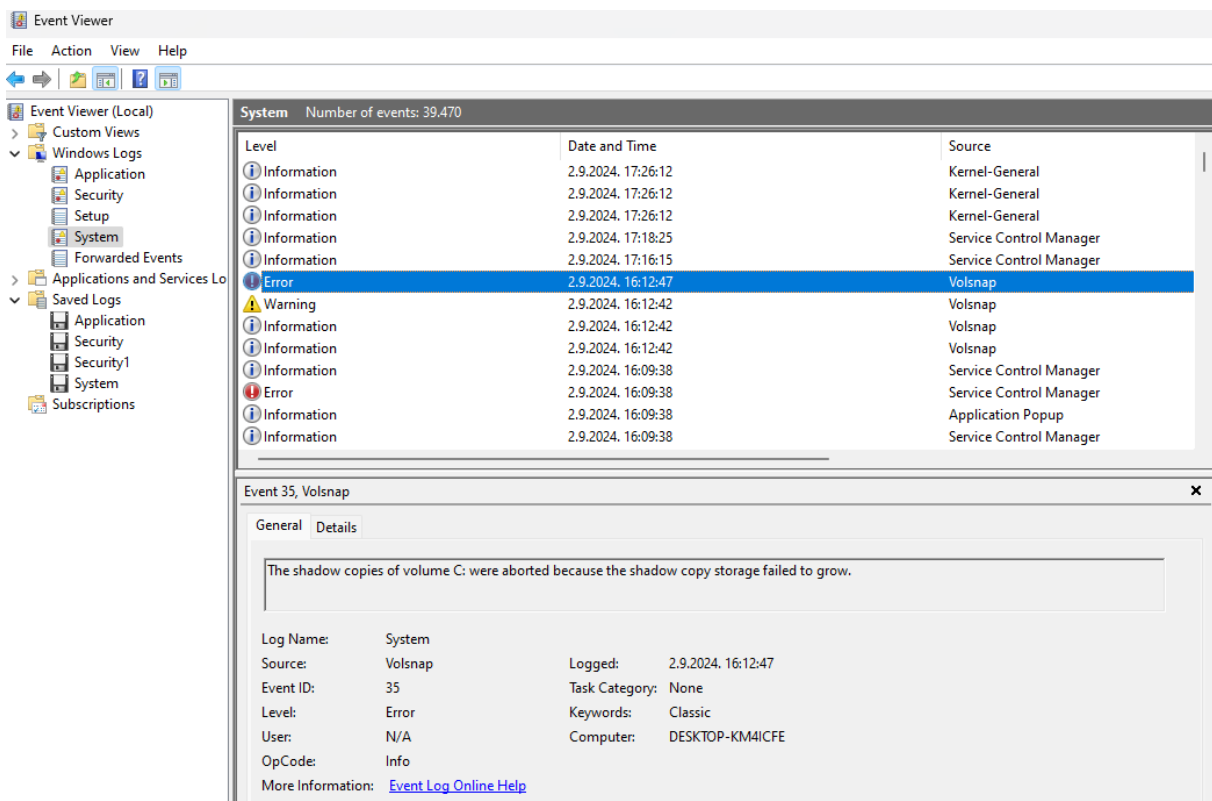 Event Viewer
File Action View Help
Event Viewer (Local)
Custom Views
Windows Logs
Application
Security
Setup
System
Forwarded Events
Applications and Services Lo
Saved Logs
Application
Security
Security1
System
Subscriptions
System Number of events: 39.470
Level Date and Time Source
Information 2.9.2024. 17:26:12 Kernel-General
Information 2.9.2024. 17:26:12 Kernel-General
Information 2.9.2024. 17:26:12 Kernel-General
Information 2.9.2024. 17:18:25 Service Control Manager
Information 2.9.2024. 17:16:15 Service Control Manager
Error 2.9.2024. 16:12:47 Volsnap
Warning 2.9.2024. 16:12:42 Volsnap
Information 2.9.2024. 16:12:42 Volsnap
Information 2.9.2024. 16:12:42 Volsnap
Information 2.9.2024. 16:09:38 Service Control Manager
Error 2.9.2024. 16:09:38 Service Control Manager
Information 2.9.2024. 16:09:38 Application Popup
Information 2.9.2024. 16:09:38 Service Control Manager
Event 35, Volsnap
General Details
The shadow copies of volume C: were aborted because the shadow copy storage failed to grow.
Log Name: System
Source: Volsnap Logged: 2.9.2024. 16:12:47
Event ID: 35 Task Category: None
Level: Error Keywords: Classic
User: N/A Computer: DESKTOP-KM4ICFE
OpCode: Info
More Information: Event Log Online Help